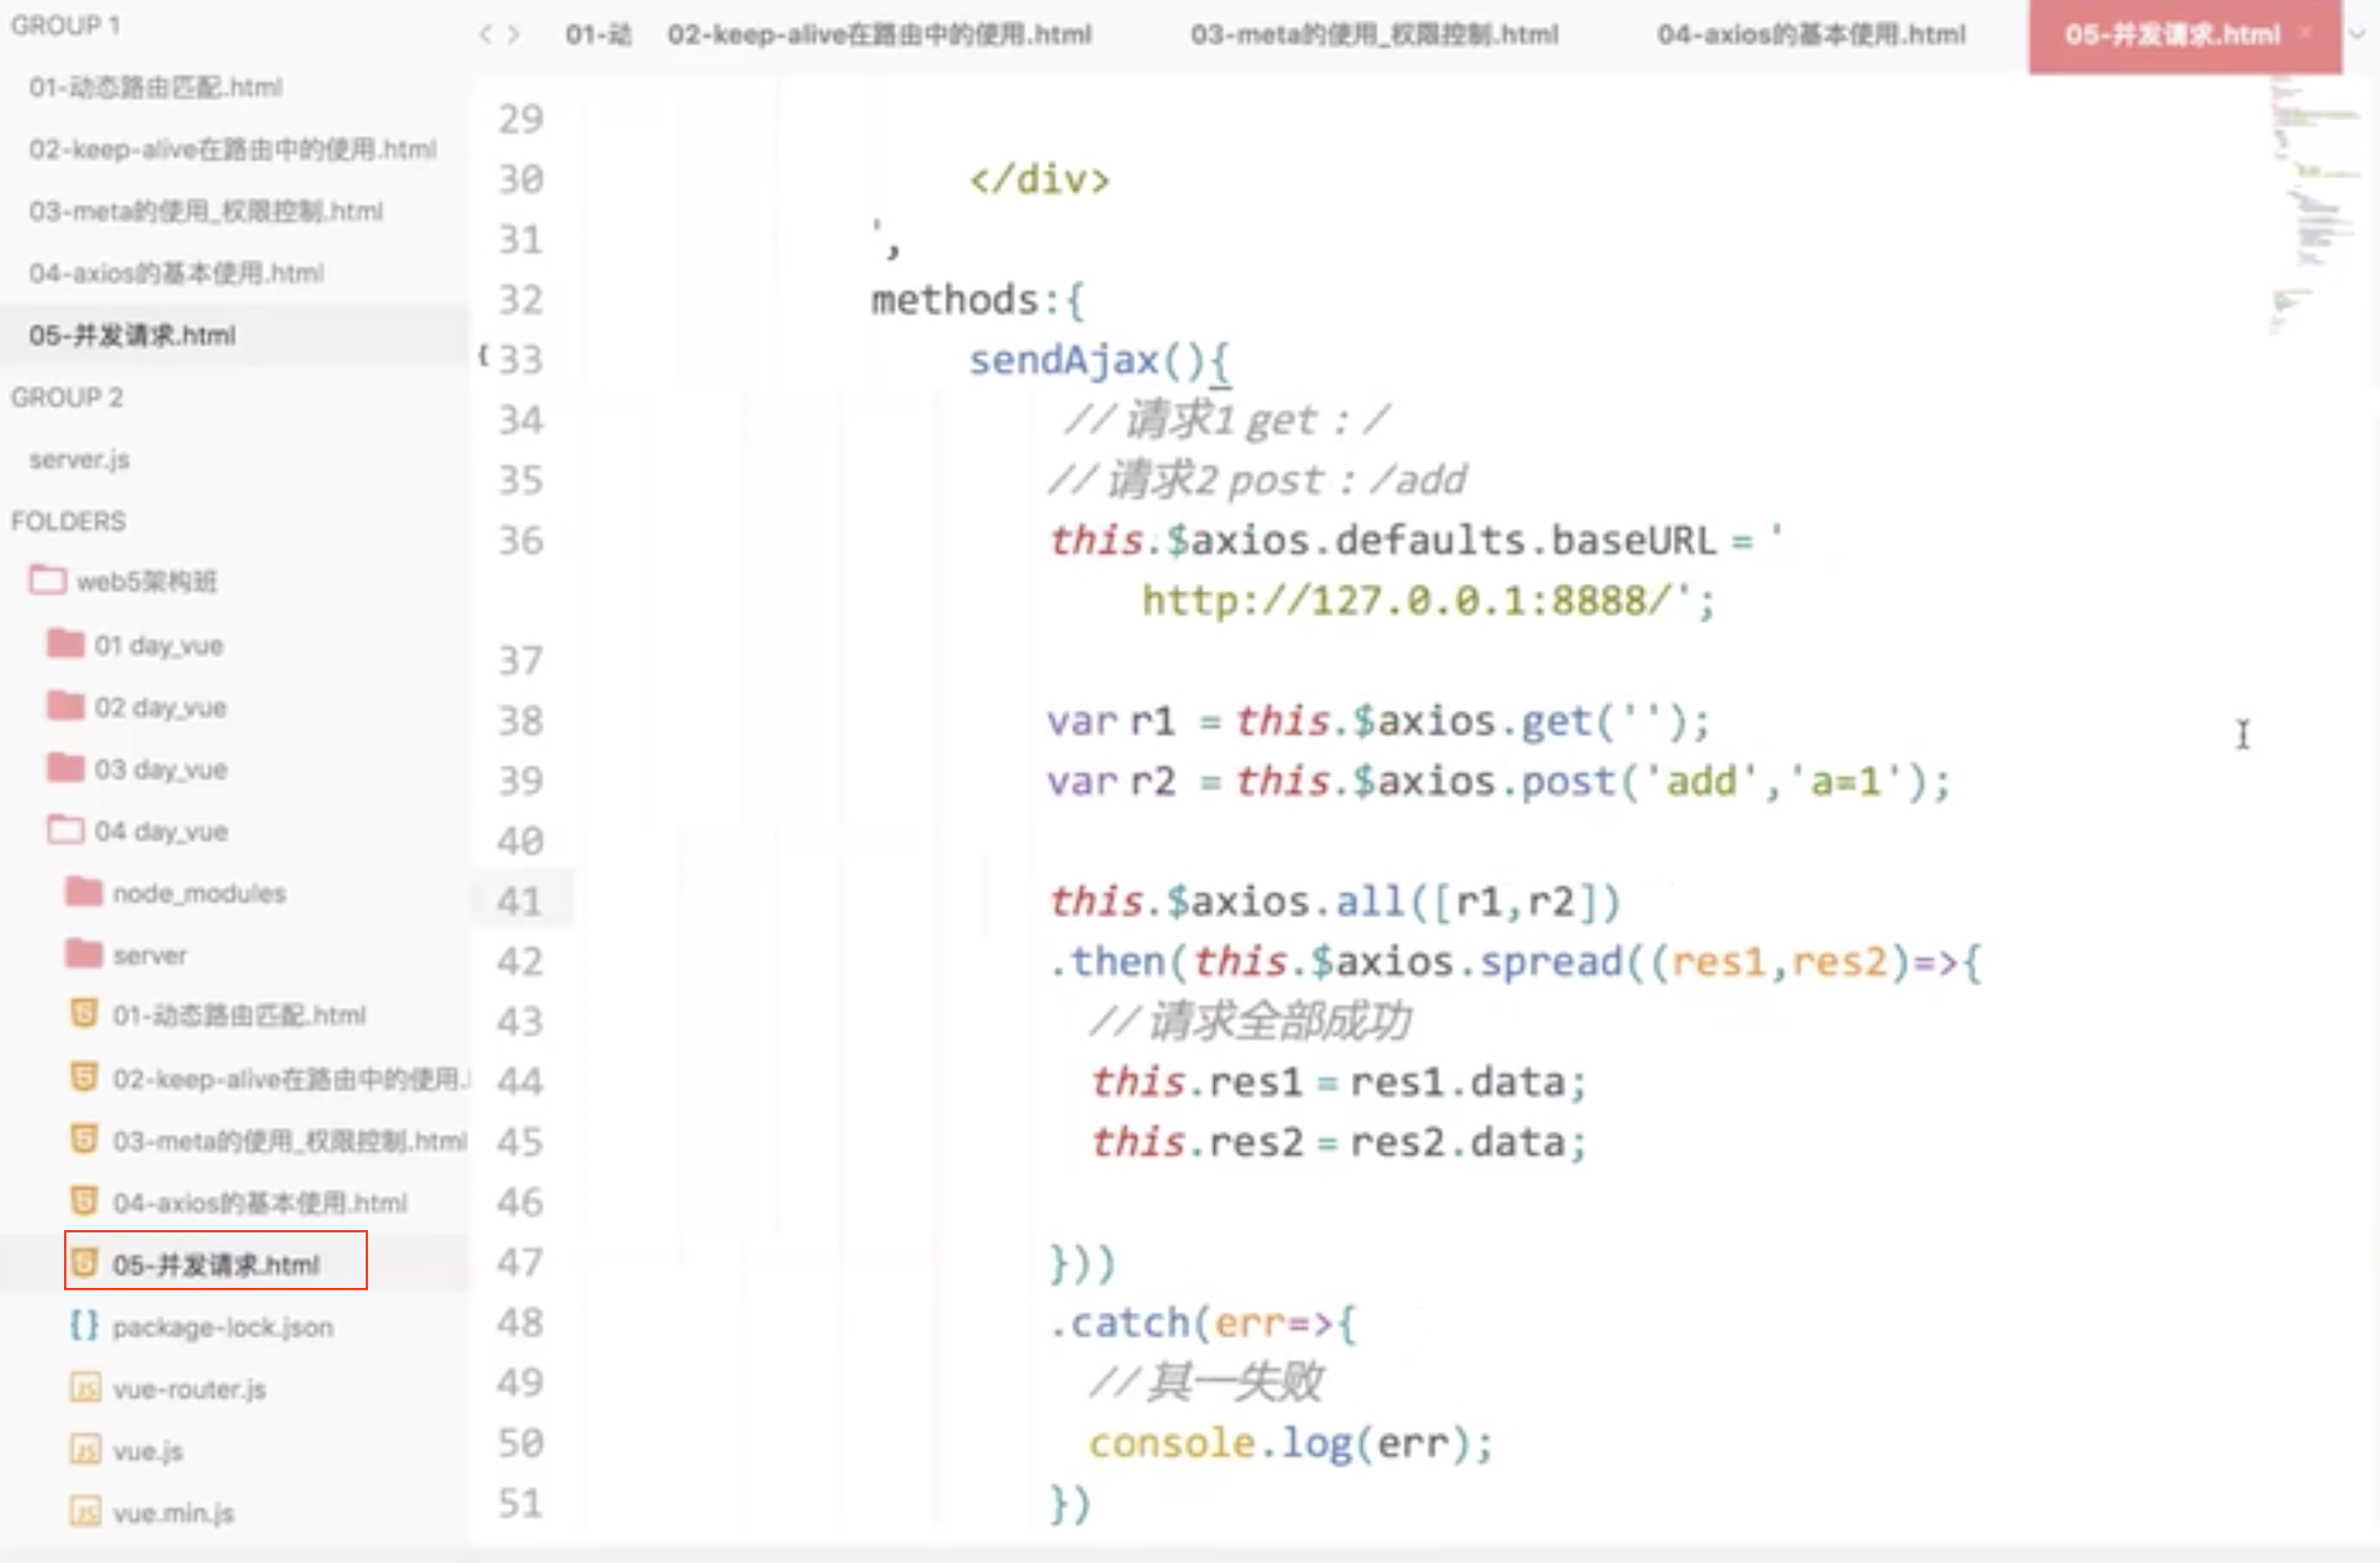 GROUP 1
01-动态路由匹配.html
02-keep-alive在路由中的使用.html
03-meta的使用_权限控制.html
04-axios的基本使用.html
05-并发请求.html
GROUP 2
server.js
FOLDERS
web5架构班
01 day_vue
02 day_vue
03 day_vue
04 day_vue
node_modules
server
01-动态路由匹配.html
02-keep-alive在路由中的使用.
03-meta的使用_权限控制.html
04-axios的基本使用.html
05-并发请求.html
package-lock.json
vue-router.js
vue.js
vue.min.js
01-动 02-keep-alive在路由中的使用.html 03-meta的使用_权限控制.html 04-axios的基本使用.html 05-并发请求.html
29
30 </div>
31 ',
32 methods:{
33 sendAjax(){
34 //请求1 get : /
35 //请求2 post : /add
36 this.$axios.defaults.baseURL = '
http://127.0.0.1:8888/';
37
38 var r1 = this.$axios.get('');
39 var r2 = this.$axios.post('add','a=1');
40
41 this.$axios.all([r1,r2])
42 .then(this.$axios.spread((res1,res2)=>{
43 //请求全部成功
44 this.res1 = res1.data;
45 this.res2 = res2.data;
46
47 }))
48 .catch(err=>{
49 //其一失败
50 console.log(err);
51 })